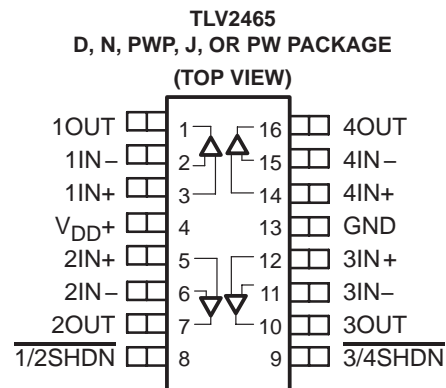 TLV2465
D, N, PWP, J, OR PW PACKAGE
(TOP VIEW)
1OUT 1 16 4OUT
1IN− 2 15 4IN−
1IN+ 3 14 4IN+
VDD+ 4 13 GND
2IN+ 5 12 3IN+
2IN− 6 11 3IN−
2OUT 7 10 3OUT
1/2SHDN 8 9 3/4SHDN